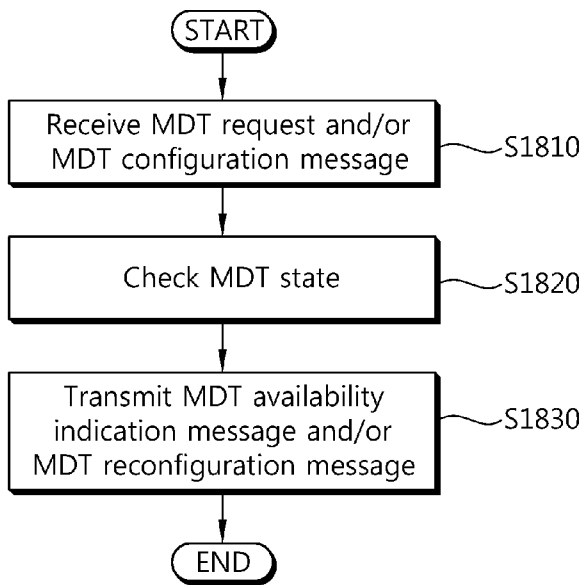 START
Receive MDT request and/or
MDT configuration message
S1810
Check MDT state
S1820
Transmit MDT availability
indication message and/or
MDT reconfiguration message
S1830
END